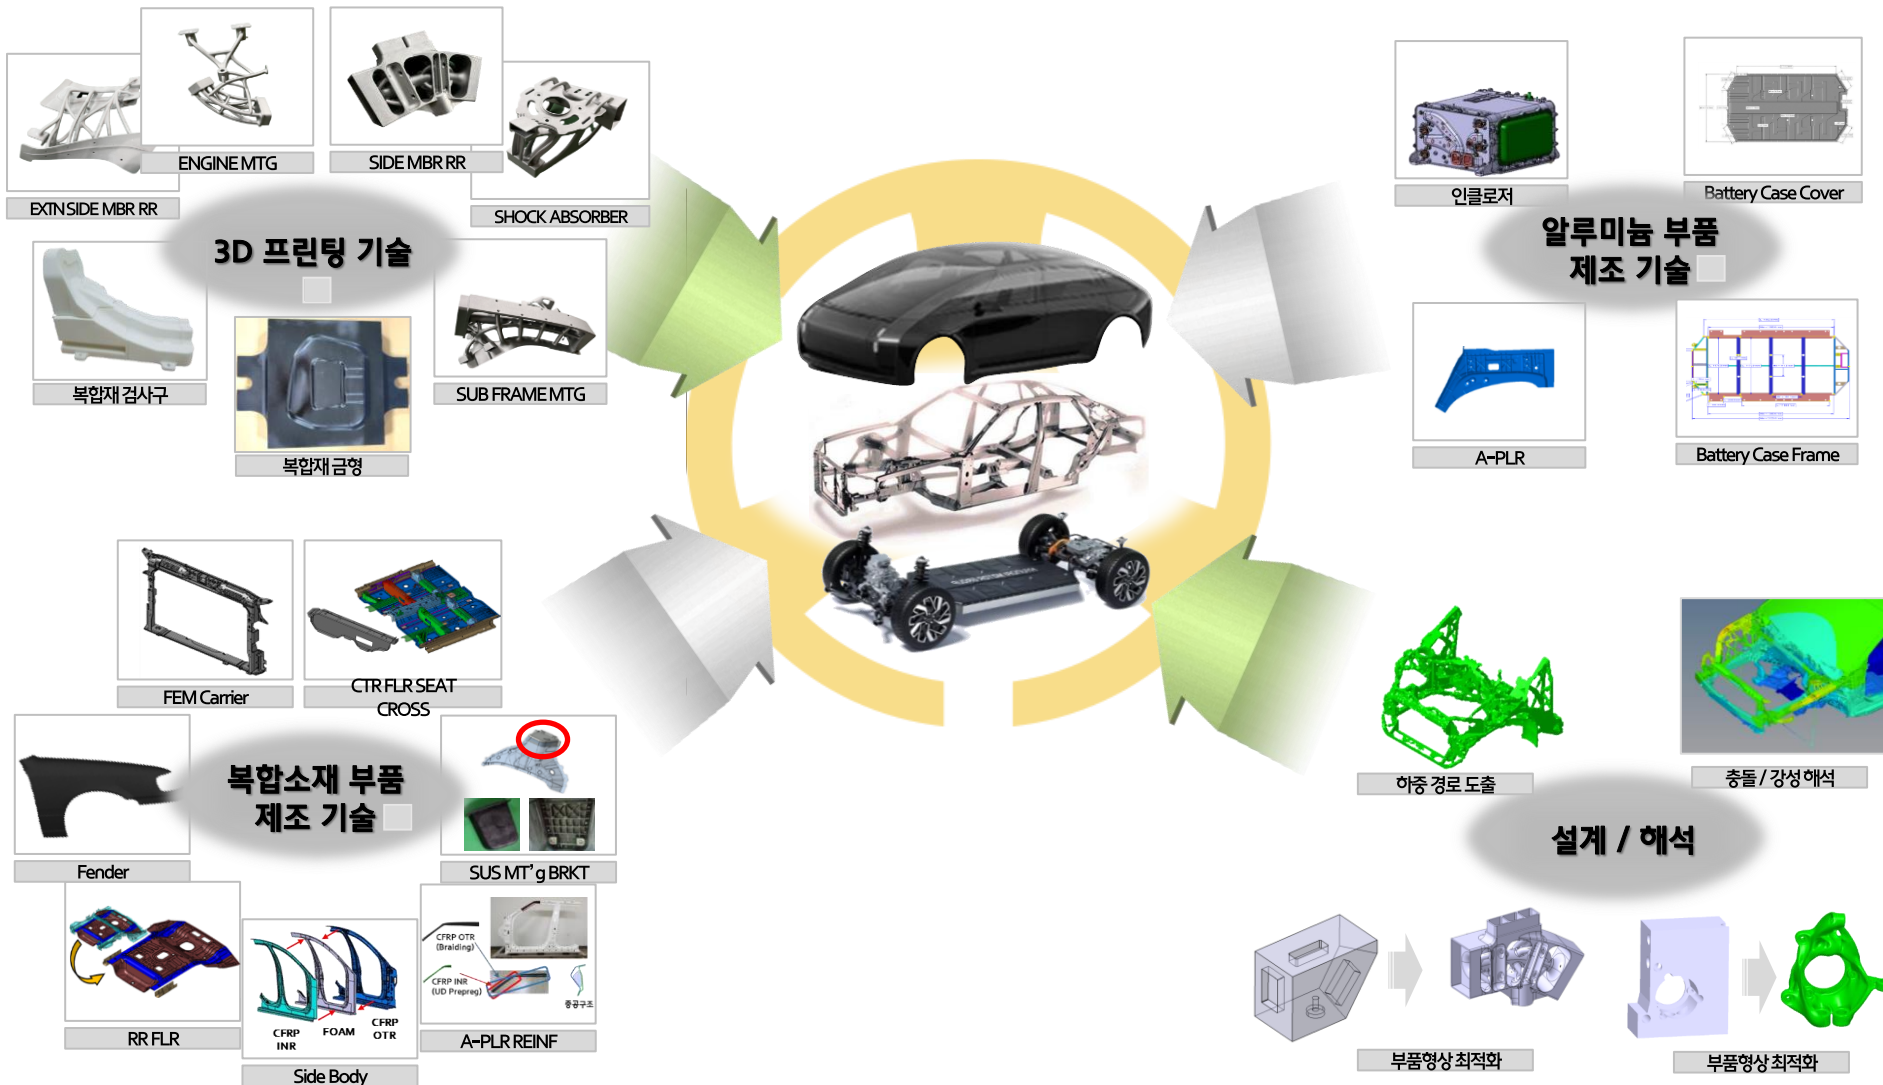 ENGINE MTG
SIDE MBR RR
EXTN SIDE MBR RR
SHOCK ABSORBER
3D 프린팅 기술
복합재 검사구
복합재 금형
SUB FRAME MTG
인클로저
Battery Case Cover
알루미늄 부품
제조 기술
A-PLR
Battery Case Frame
FEM Carrier
CTR FLR SEAT
CROSS
복합소재 부품
제조 기술
Fender
SUS MT'g BRKT
RR FLR
CFRP
INR
FOAM
CFRP
OTR
Side Body
CFRP OTR
(Braiding)
CFRP INR
(UD Prepreg)
중공구조
A-PLR REINF
하중 경로 도출
충돌 / 강성 해석
설계 / 해석
부품형상 최적화
부품형상 최적화